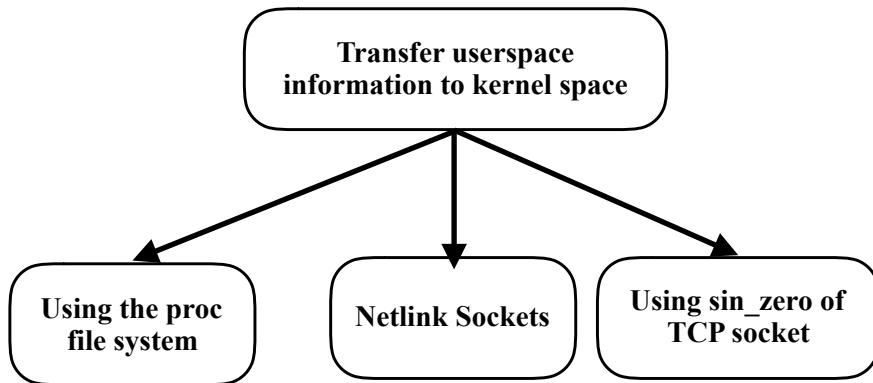 Transfer userspace
information to kernel space
Using the proc
file system
Netlink Sockets
Using sin_zero of
TCP socket